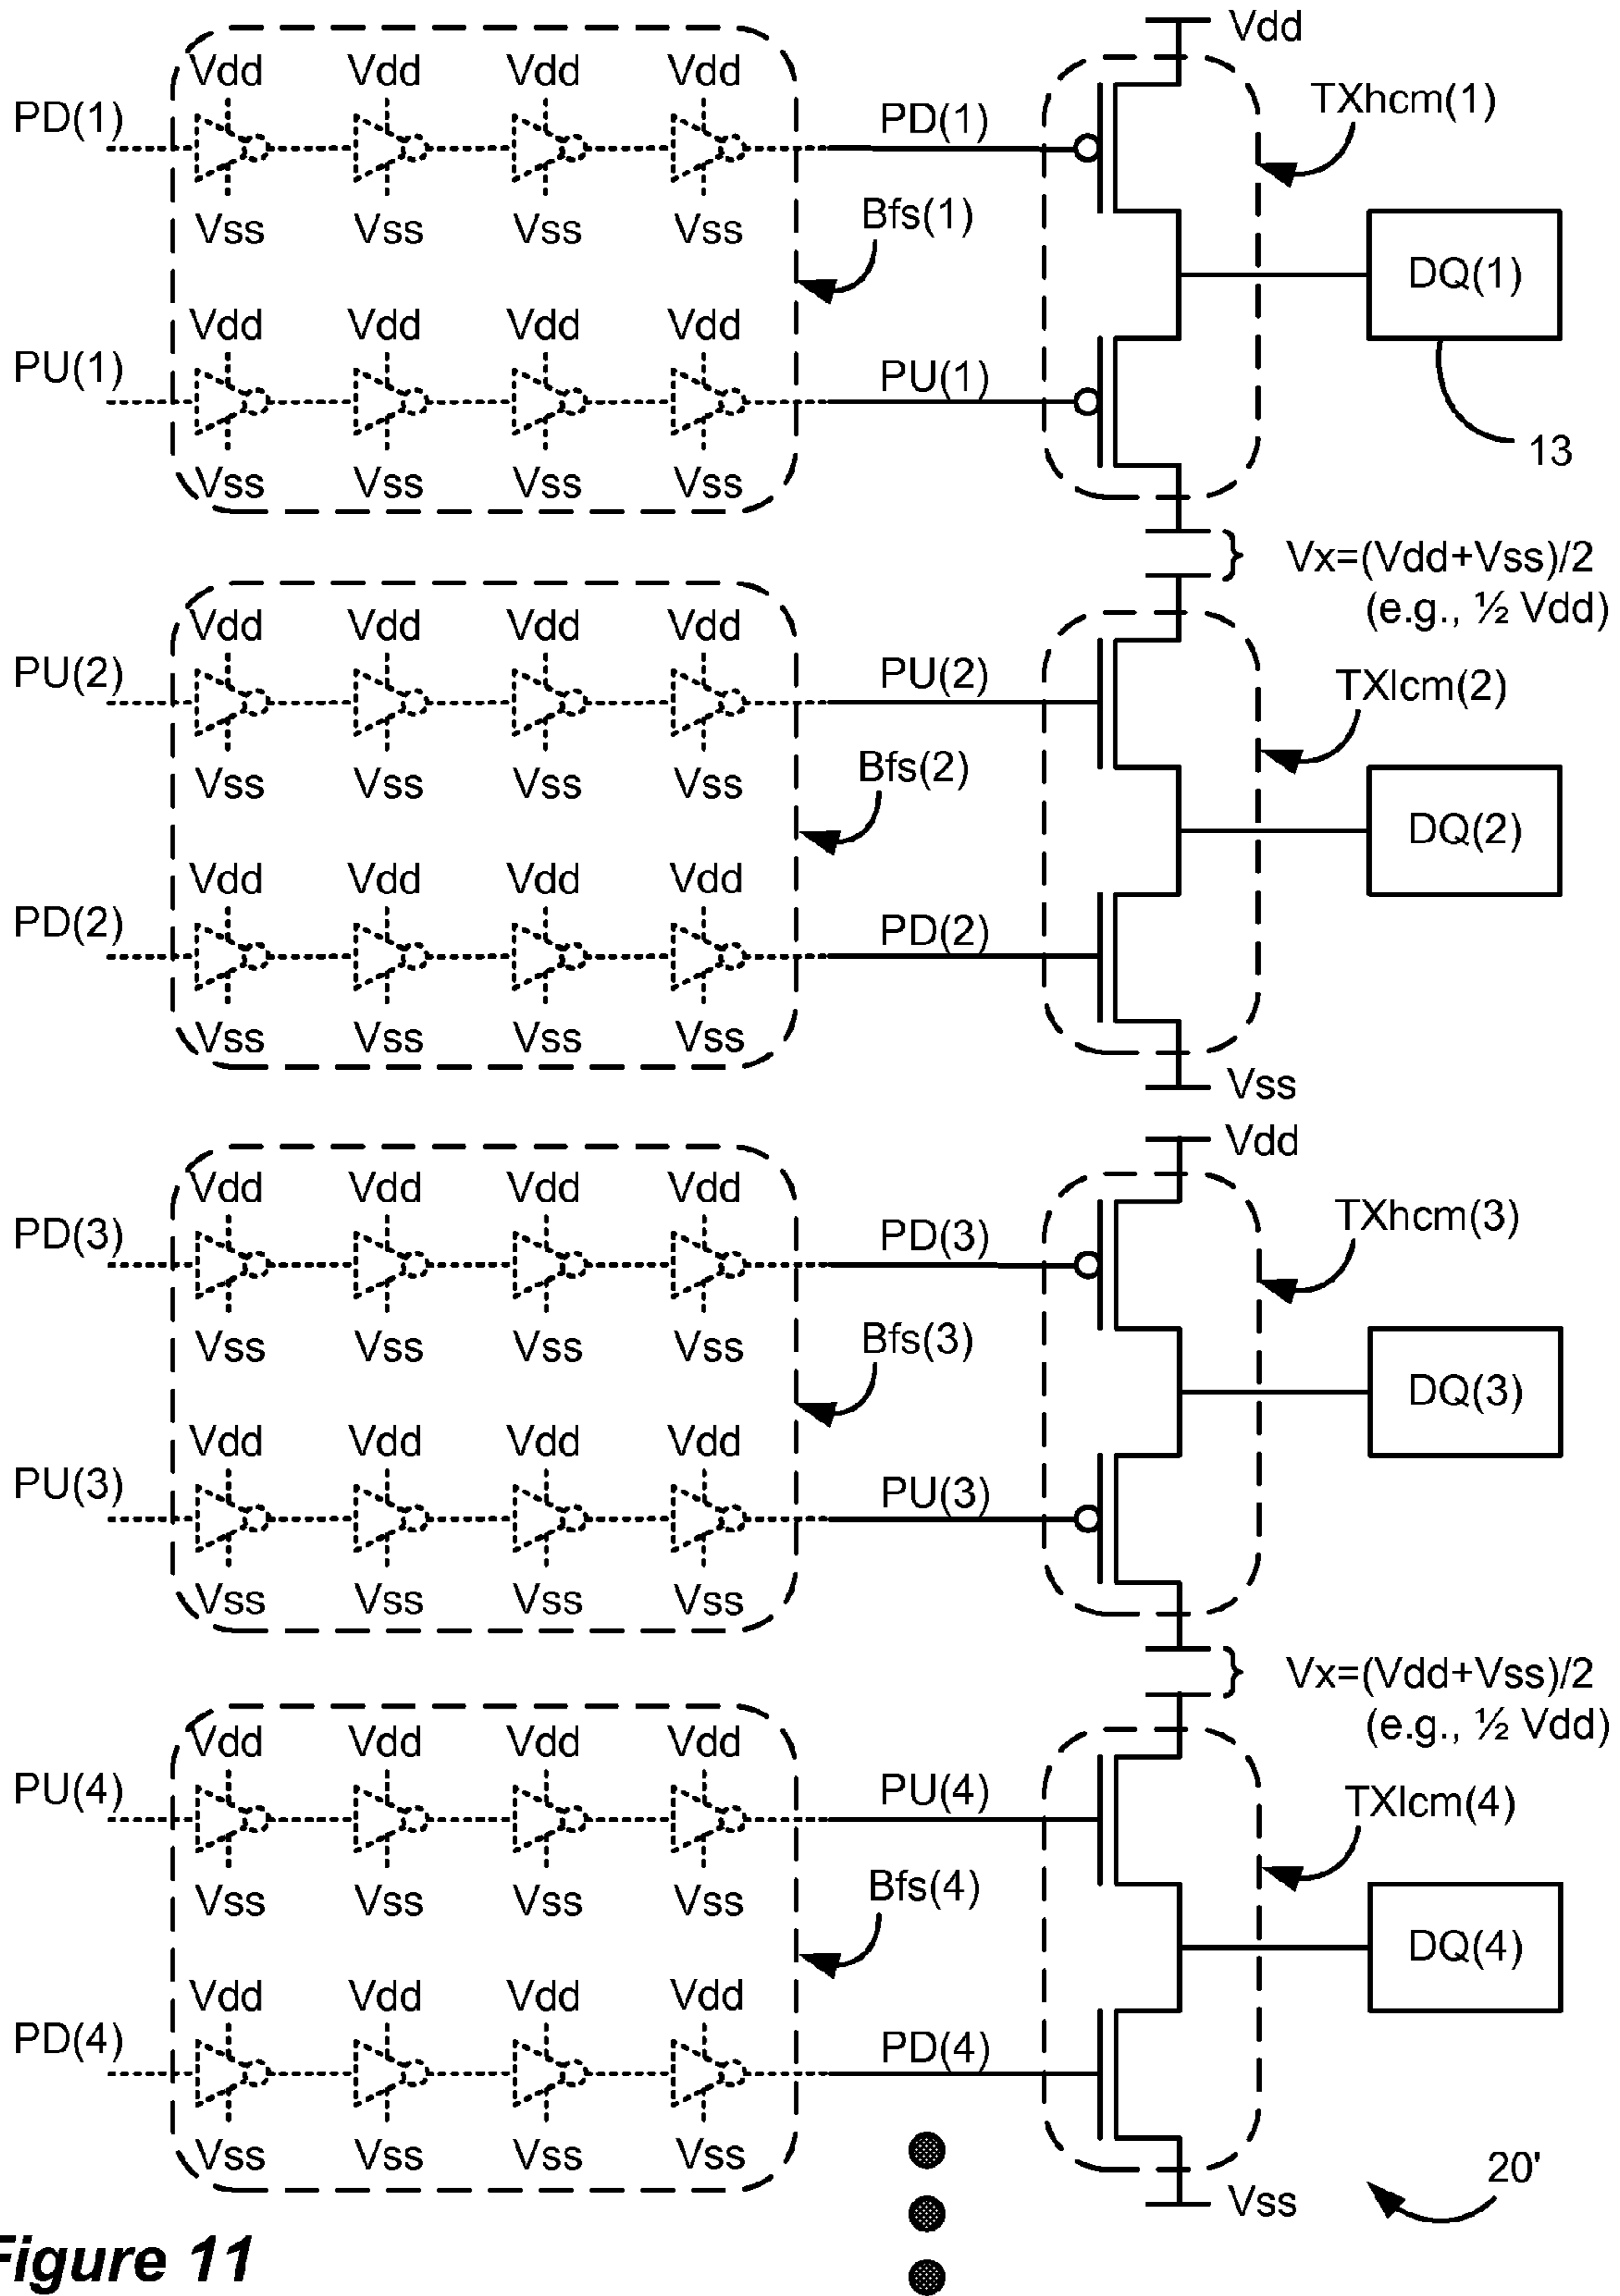 Vdd
Vdd Vdd Vdd Vdd
PD(1) PD(1) TXhcm(1)
Vss Vss Vss Vss
Bfs(1)
DQ(1)
Vdd Vdd Vdd Vdd
PU(1) PU(1)
13
Vss Vss Vss Vss
Vx=(Vdd+Vss)/2
(e.g., ½ Vdd)
Vdd Vdd Vdd Vdd
PU(2) PU(2) TXlcm(2)
Vss Vss Vss Vss
Bfs(2)
DQ(2)
Vdd Vdd Vdd Vdd
PD(2) PD(2)
Vss Vss Vss Vss
Vss
Vdd
Vdd Vdd Vdd Vdd
PD(3) PD(3) TXhcm(3)
Vss Vss Vss Vss
Bfs(3)
DQ(3)
Vdd Vdd Vdd Vdd
PU(3) PU(3)
Vss Vss Vss Vss
Vx=(Vdd+Vss)/2
(e.g., ½ Vdd)
Vdd Vdd Vdd Vdd
PU(4) PU(4) TXlcm(4)
Vss Vss Vss Vss
Bfs(4)
DQ(4)
Vdd Vdd Vdd Vdd
PD(4) PD(4)
Vss Vss Vss Vss
20'
Vss
Figure 11